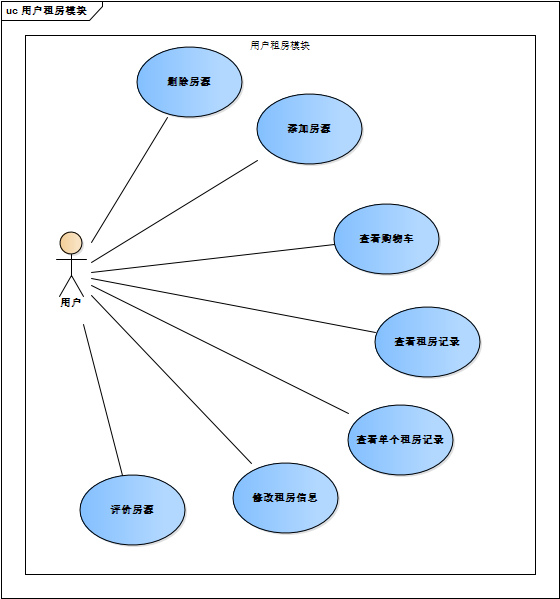 uc 用户租房模块
用户租房模块
删除房源
添加房源
查看购物车
用户
查看租房记录
查看单个租房记录
修改租房信息
评价房源